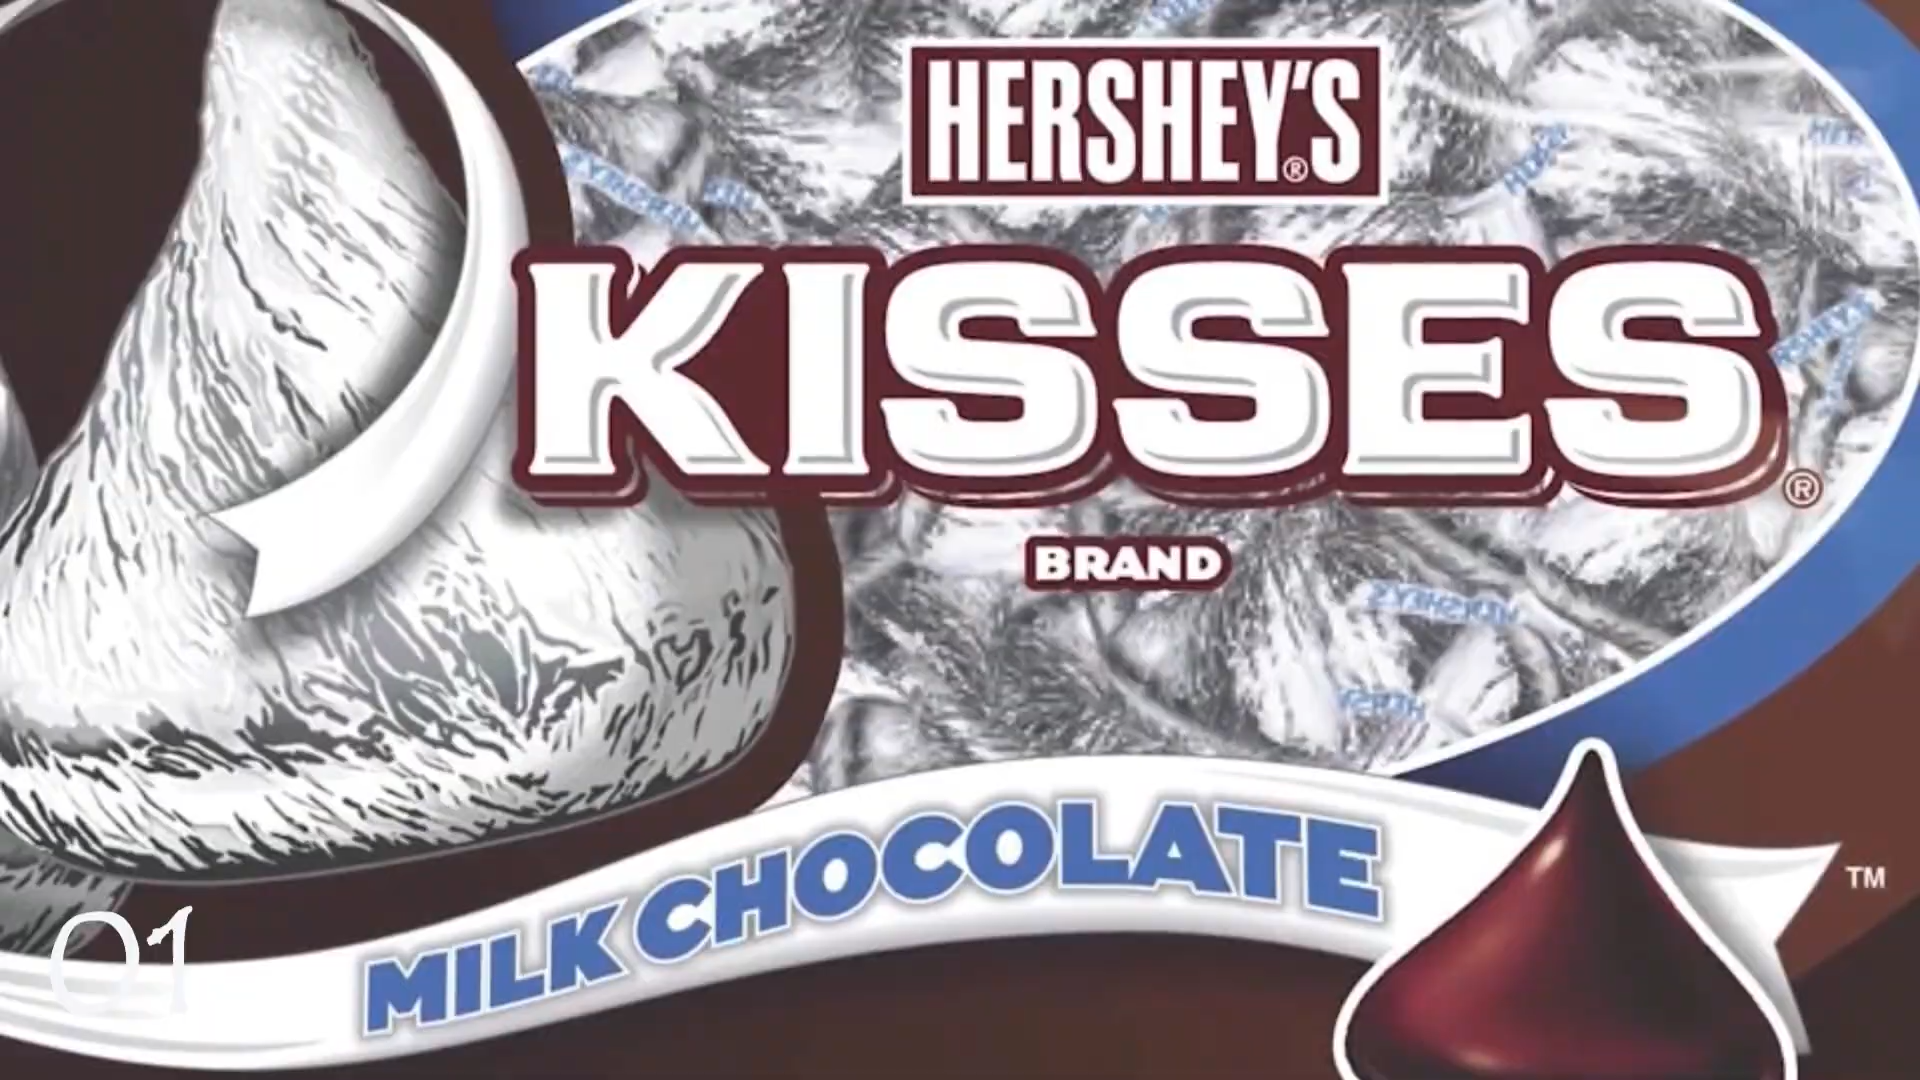 HERSHEY'S®
KISSES®
BRAND
MILK CHOCOLATE
TM
01